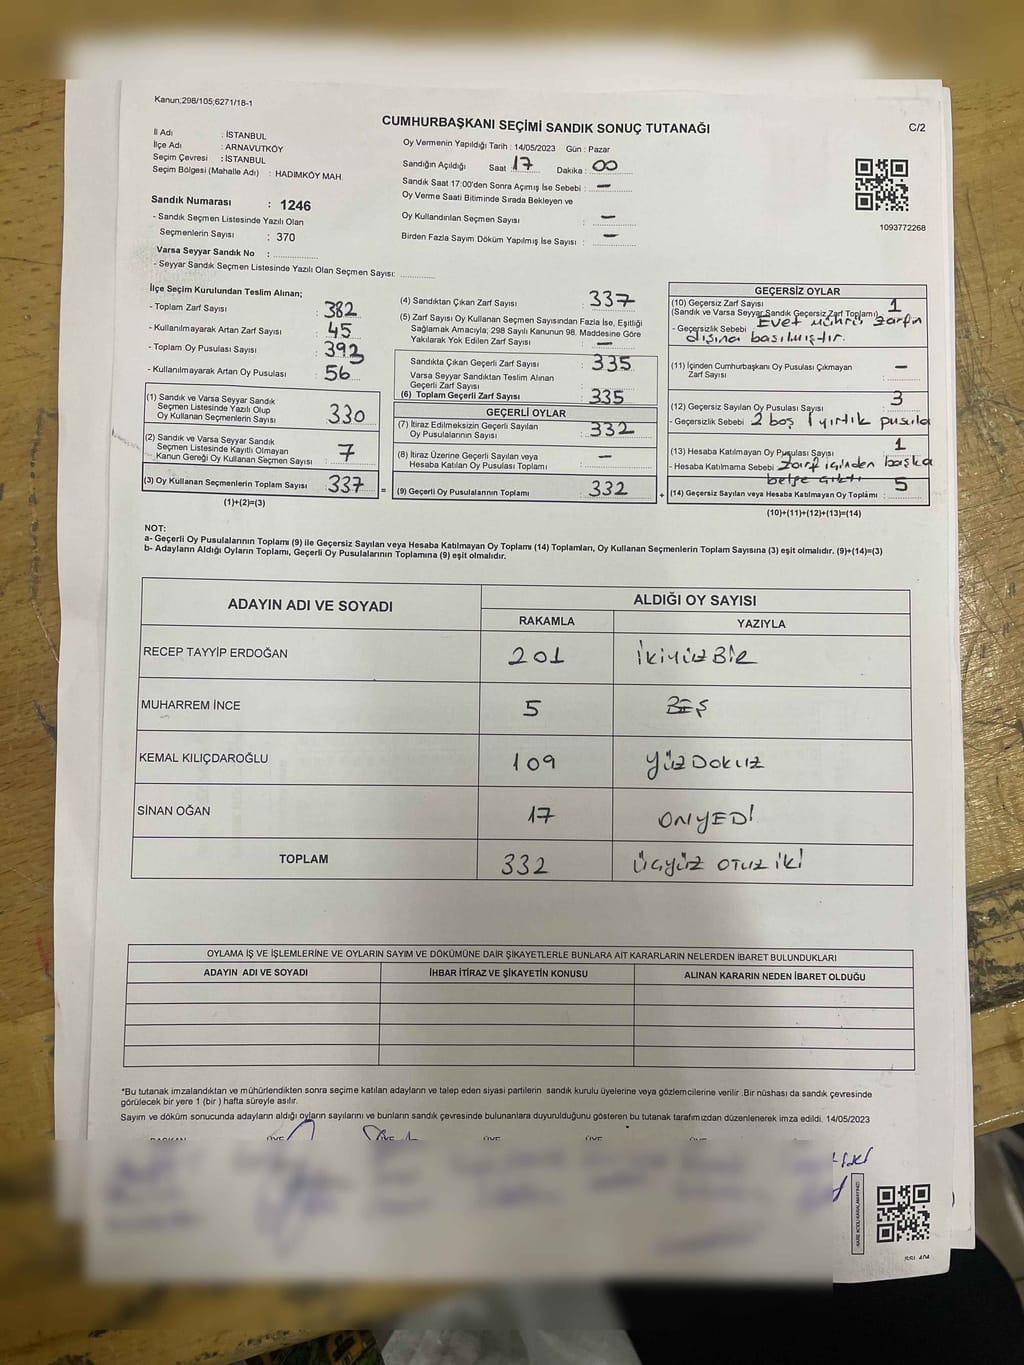 Kanun;298/105;6271/18-1
CUMHURBAŞKANI SEÇİMİ SANDIK SONUÇ TUTANAĞI
C/2
İl Adı : İSTANBUL
İlçe Adı : ARNAVUTKÖY
Seçim Çevresi : İSTANBUL
Seçim Bölgesi (Mahalle Adı) : HADIMKÖY MAH.
Sandık Numarası : 1246
- Sandık Seçmen Listesinde Yazılı Olan
Seçmenlerin Sayısı : 370
Varsa Seyyar Sandık No :
- Seyyar Sandık Seçmen Listesinde Yazılı Olan Seçmen Sayısı:
Oy Vermenin Yapıldığı Tarih : 14/05/2023 Gün : Pazar
Sandığın Açıldığı Saat : 17 Dakika : 00
Sandık Saat 17:00'den Sonra Açımış İse Sebebi : —
Oy Verme Saati Bitiminde Sırada Bekleyen ve
Oy Kullandırılan Seçmen Sayısı : —
Birden Fazla Sayım Döküm Yapılmış İse Sayısı : —
1093772268
İlçe Seçim Kurulundan Teslim Alınan;
- Toplam Zarf Sayısı : 382
- Kullanılmayarak Artan Zarf Sayısı : 45
- Toplam Oy Pusulası Sayısı : 393
- Kullanılmayarak Artan Oy Pusulası : 56
(1) Sandık ve Varsa Seyyar Sandık
Seçmen Listesinde Yazılı Olup
Oy Kullanan Seçmenlerin Sayısı : 330
(2) Sandık ve Varsa Seyyar Sandık
Seçmen Listesinde Kayıtlı Olmayan
Kanun Gereği Oy Kullanan Seçmen Sayısı : 7
(3) Oy Kullanan Seçmenlerin Toplam Sayısı : 337
(1)+(2)=(3)
(4) Sandıktan Çıkan Zarf Sayısı : 337
(5) Zarf Sayısı Oy Kullanan Seçmen Sayısından Fazla İse, Eşitliği
Sağlamak Amacıyla; 298 Sayılı Kanunun 98. Maddesine Göre
Yakılarak Yok Edilen Zarf Sayısı : —
Sandıkta Çıkan Geçerli Zarf Sayısı : 335
Varsa Seyyar Sandıktan Teslim Alınan
Geçerli Zarf Sayısı :
(6) Toplam Geçerli Zarf Sayısı : 335
GEÇERLİ OYLAR
(7) İtiraz Edilmeksizin Geçerli Sayılan
Oy Pusulalarının Sayısı : 332
(8) İtiraz Üzerine Geçerli Sayılan veya
Hesaba Katılan Oy Pusulası Toplamı : —
= (9) Geçerli Oy Pusulalarının Toplamı : 332
GEÇERSİZ OYLAR
(10) Geçersiz Zarf Sayısı 1
(Sandık ve Varsa Seyyar Sandık Geçersiz Zarf Toplamı) :
- Geçersizlik Sebebi Evet mührü zarfın
dışına basılmıştır.
(11) İçinden Cumhurbaşkanı Oy Pusulası Çıkmayan
Zarf Sayısı : —
(12) Geçersiz Sayılan Oy Pusulası Sayısı : 3
- Geçersizlik Sebebi 2 boş 1 yırtık pusula
(13) Hesaba Katılmayan Oy Pusulası Sayısı : 1
- Hesaba Katılmama Sebebi Zarf içinden başka
belge çıktı
+ (14) Geçersiz Sayılan veya Hesaba Katılmayan Oy Toplamı : 5
(10)+(11)+(12)+(13)=(14)
NOT:
a- Geçerli Oy Pusulalarının Toplamı (9) ile Geçersiz Sayılan veya Hesaba Katılmayan Oy Toplamı (14) Toplamları, Oy Kullanan Seçmenlerin Toplam Sayısına (3) eşit olmalıdır. (9)+(14)=(3)
b- Adayların Aldığı Oyların Toplamı, Geçerli Oy Pusulalarının Toplamına (9) eşit olmalıdır.
ADAYIN ADI VE SOYADI
ALDIĞI OY SAYISI
RAKAMLA YAZIYLA
RECEP TAYYİP ERDOĞAN 201 İKİYÜZBİR
MUHARREM İNCE 5 BEŞ
KEMAL KILIÇDAROĞLU 109 YÜZDOKUZ
SİNAN OĞAN 17 ONYEDİ
TOPLAM 332 ÜÇYÜZ OTUZ İKİ
OYLAMA İŞ VE İŞLEMLERİNE VE OYLARIN SAYIM VE DÖKÜMÜNE DAİR ŞİKAYETLERLE BUNLARA AİT KARARLARIN NELERDEN İBARET BULUNDUKLARI
ADAYIN ADI VE SOYADI İHBAR İTİRAZ VE ŞİKAYETİN KONUSU ALINAN KARARIN NEDEN İBARET OLDUĞU
*Bu tutanak imzalandıktan ve mühürlendikten sonra seçime katılan adayların ve talep eden siyasi partilerin sandık kurulu üyelerine veya gözlemcilerine verilir .Bir nüshası da sandık çevresinde
görülecek bir yere 1 (bir ) hafta süreyle asılır.
Sayım ve döküm sonucunda adayların aldığı oyların sayılarını ve bunların sandık çevresinde bulunanlara duyurulduğunu gösteren bu tutanak tarafımızdan düzenlenerek imza edildi. 14/05/2023
BAŞKAN ÜYE ÜYE ÜYE ÜYE